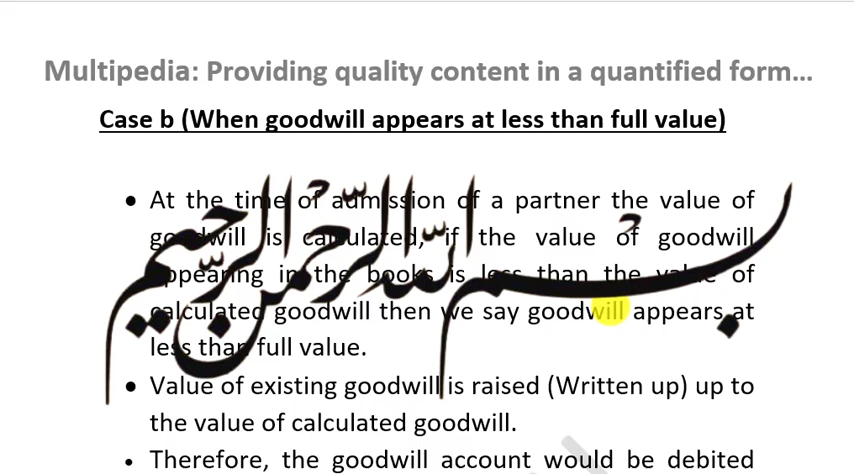 Multipedia: Providing quality content in a quantified form...
Case b (When goodwill appears at less than full value)
• At the time of admission of a partner the value of
goodwill is calculated, if the value of goodwill
appearing in the books is less than the value of
calculated goodwill then we say goodwill appears at
less than full value.
بسم الله الرحمن الرحيم
• Value of existing goodwill is raised (Written up) up to
the value of calculated goodwill.
• Therefore, the goodwill account would be debited